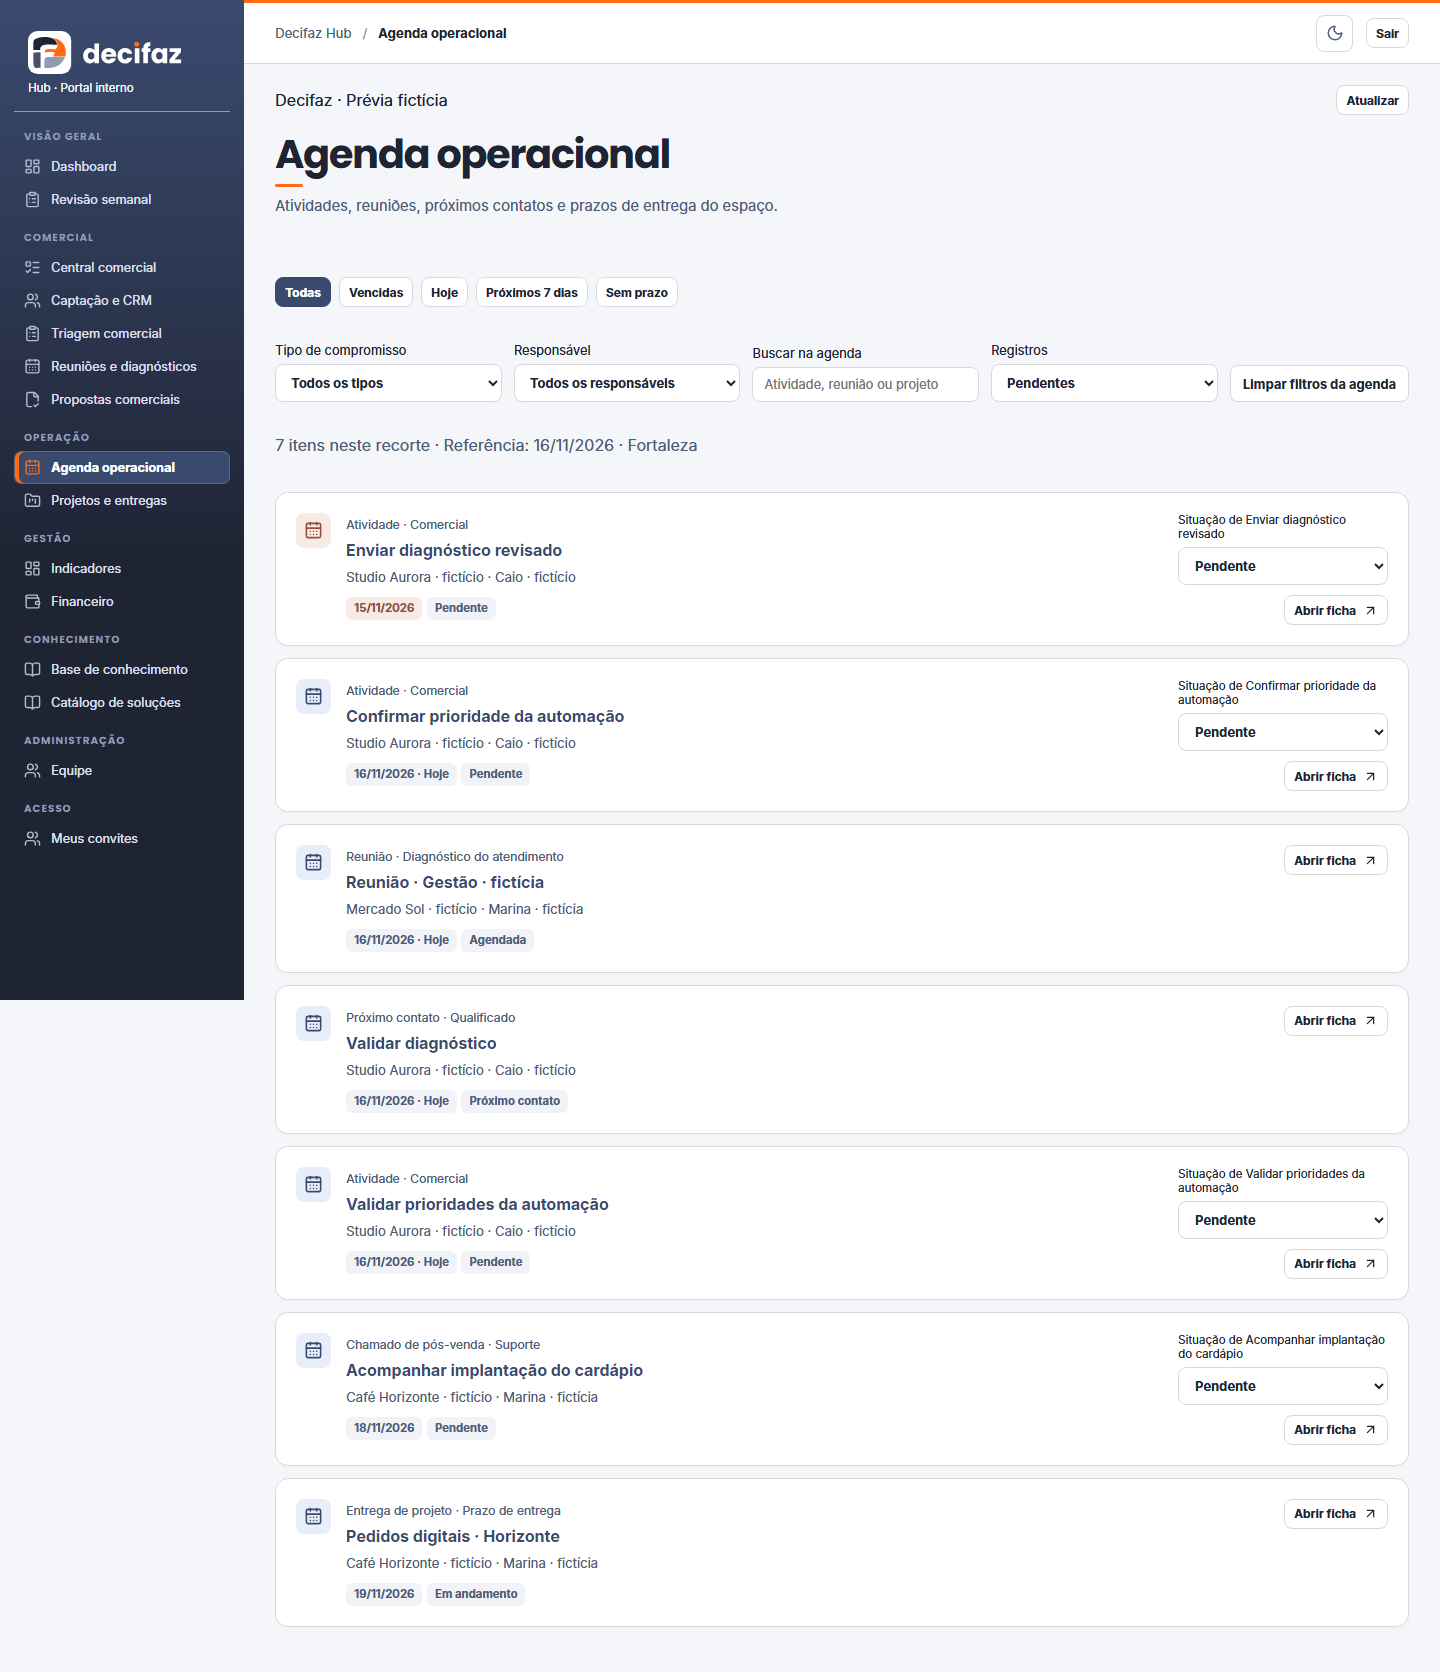 decifaz
Hub · Portal interno
VISÃO GERAL
Dashboard
Revisão semanal
COMERCIAL
Central comercial
Captação e CRM
Triagem comercial
Reuniões e diagnósticos
Propostas comerciais
OPERAÇÃO
Agenda operacional
Projetos e entregas
GESTÃO
Indicadores
Financeiro
CONHECIMENTO
Base de conhecimento
Catálogo de soluções
ADMINISTRAÇÃO
Equipe
ACESSO
Meus convites
Decifaz Hub / Agenda operacional
Sair
Decifaz · Prévia fictícia
Atualizar
Agenda operacional
Atividades, reuniões, próximos contatos e prazos de entrega do espaço.
Todas Vencidas Hoje Próximos 7 dias Sem prazo
Tipo de compromisso
Todos os tipos
Responsável
Todos os responsáveis
Buscar na agenda
Atividade, reunião ou projeto
Registros
Pendentes
Limpar filtros da agenda
7 itens neste recorte · Referência: 16/11/2026 · Fortaleza
Atividade · Comercial
Enviar diagnóstico revisado
Studio Aurora · fictício · Caio · fictício
15/11/2026 Pendente
Situação de Enviar diagnóstico
revisado
Pendente
Abrir ficha
Atividade · Comercial
Confirmar prioridade da automação
Studio Aurora · fictício · Caio · fictício
16/11/2026 · Hoje Pendente
Situação de Confirmar prioridade da
automação
Pendente
Abrir ficha
Reunião · Diagnóstico do atendimento
Reunião · Gestão · fictícia
Mercado Sol · fictício · Marina · fictícia
16/11/2026 · Hoje Agendada
Abrir ficha
Próximo contato · Qualificado
Validar diagnóstico
Studio Aurora · fictício · Caio · fictício
16/11/2026 · Hoje Próximo contato
Abrir ficha
Atividade · Comercial
Validar prioridades da automação
Studio Aurora · fictício · Caio · fictício
16/11/2026 · Hoje Pendente
Situação de Validar prioridades da
automação
Pendente
Abrir ficha
Chamado de pós-venda · Suporte
Acompanhar implantação do cardápio
Café Horizonte · fictício · Marina · fictícia
18/11/2026 Pendente
Situação de Acompanhar implantação
do cardápio
Pendente
Abrir ficha
Entrega de projeto · Prazo de entrega
Pedidos digitais · Horizonte
Café Horizonte · fictício · Marina · fictícia
19/11/2026 Em andamento
Abrir ficha